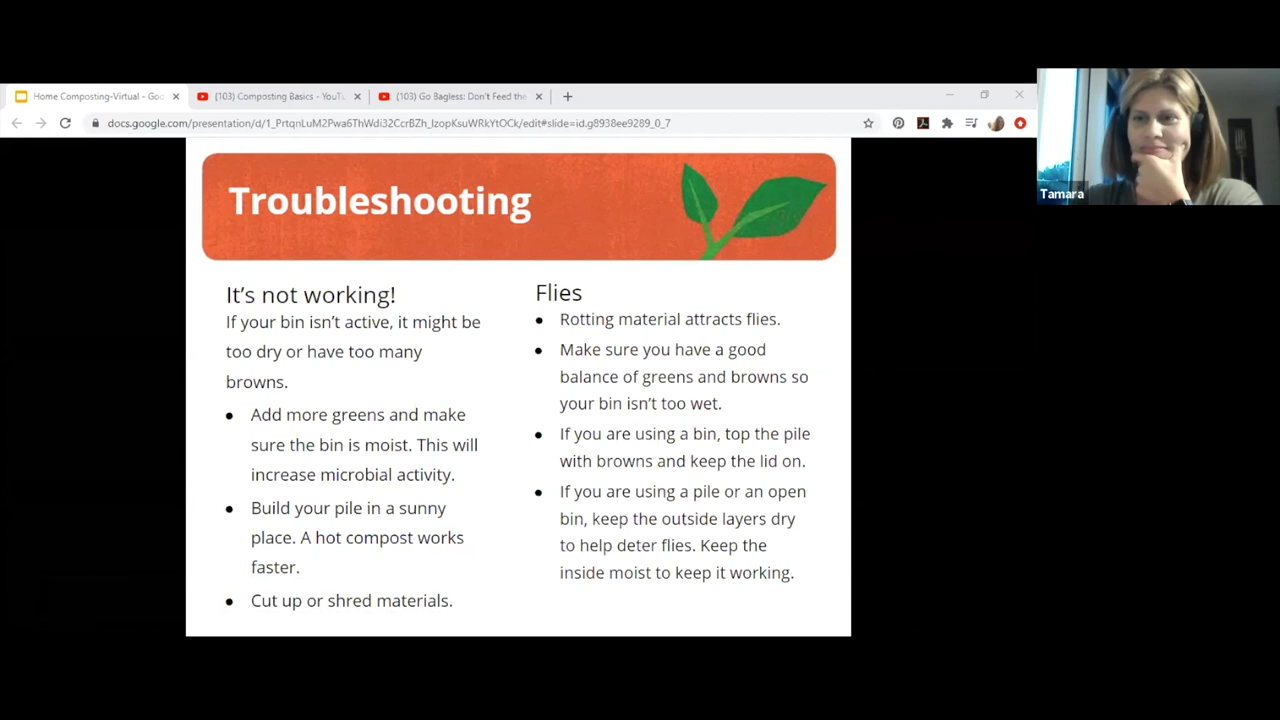 Home Composting-Virtual - Goo
(103) Composting Basics - YouTu
(103) Go Bagless: Don't Feed the
docs.google.com/presentation/d/1_PrtqnLuM2Pwa6ThWdi32CcrBZh_IzopKsuWRkYtOCk/edit#slide=id.g8938ee9289_0_7
Tamara
Troubleshooting
It's not working!
If your bin isn't active, it might be
too dry or have too many
browns.
● Add more greens and make
sure the bin is moist. This will
increase microbial activity.
● Build your pile in a sunny
place. A hot compost works
faster.
● Cut up or shred materials.
Flies
● Rotting material attracts flies.
● Make sure you have a good
balance of greens and browns so
your bin isn't too wet.
● If you are using a bin, top the pile
with browns and keep the lid on.
● If you are using a pile or an open
bin, keep the outside layers dry
to help deter flies. Keep the
inside moist to keep it working.